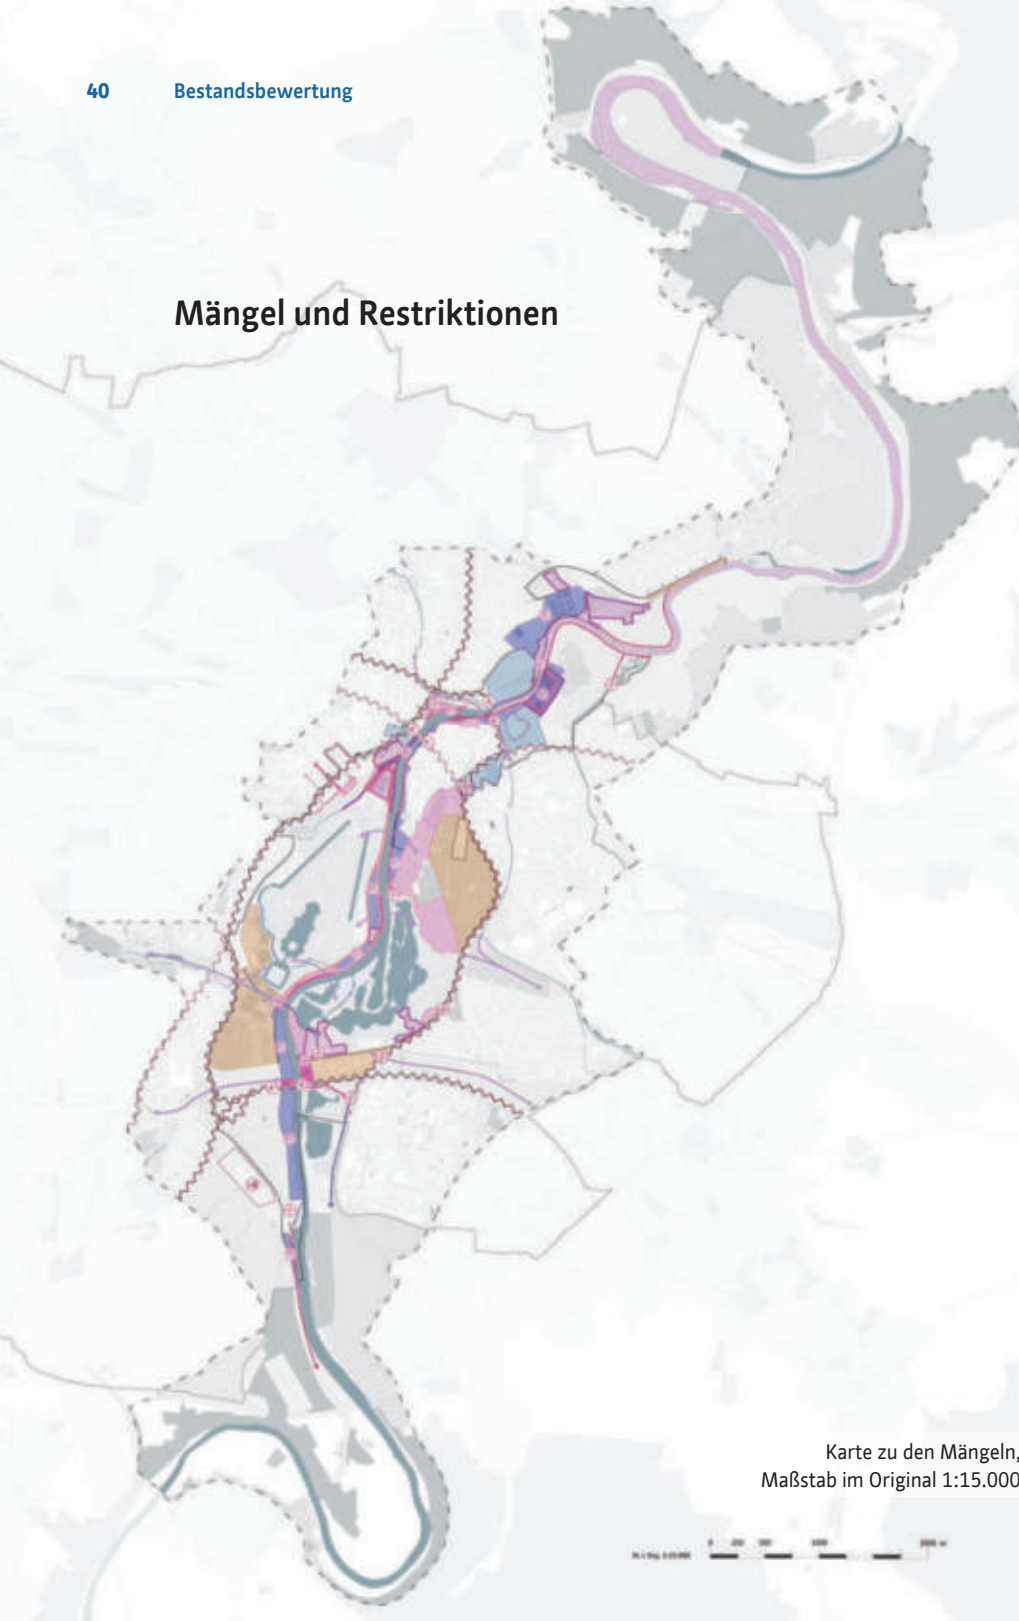 40 Bestandsbewertung
Mängel und Restriktionen
Karte zu den Mängeln,
Maßstab im Original 1:15.000